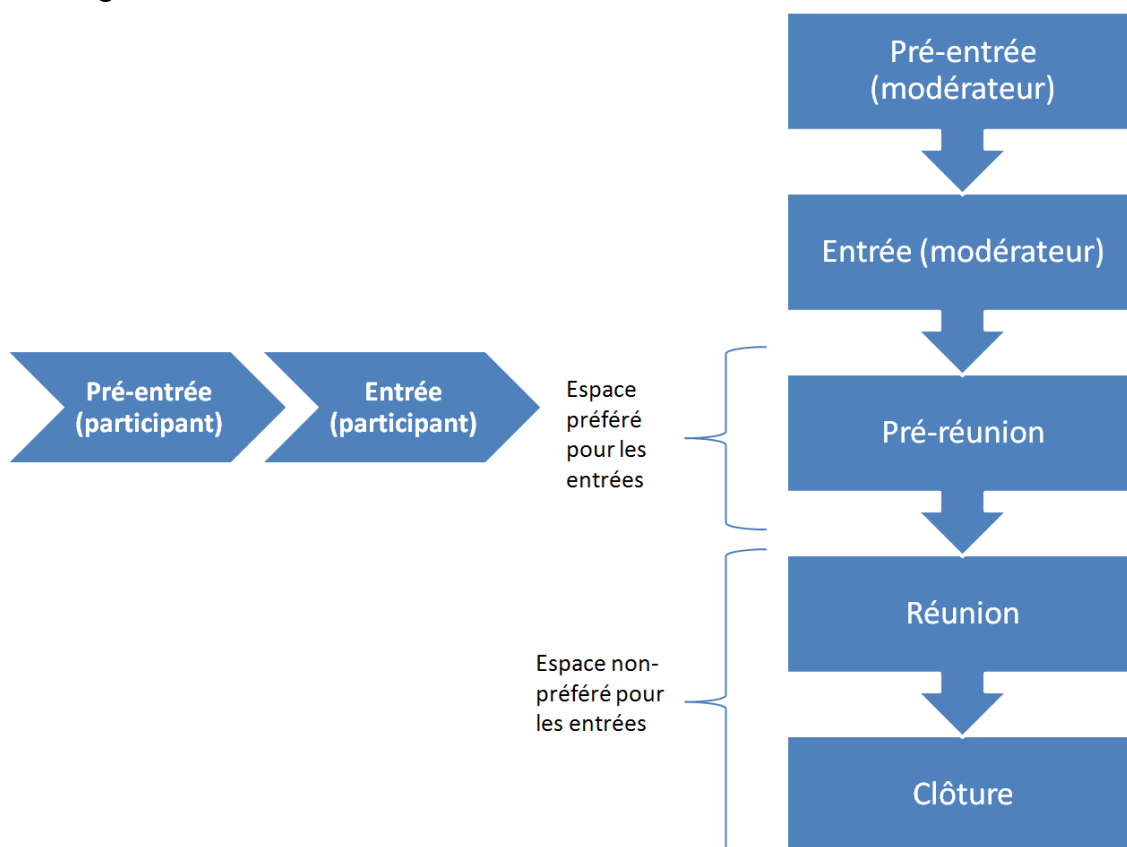 Pré-entrée
(modérateur)
Entrée (modérateur)
Pré-entrée
(participant)
Entrée
(participant)
Espace
préféré
pour les
entrées
Pré-réunion
Réunion
Espace non-
préféré pour
les entrées
Clôture